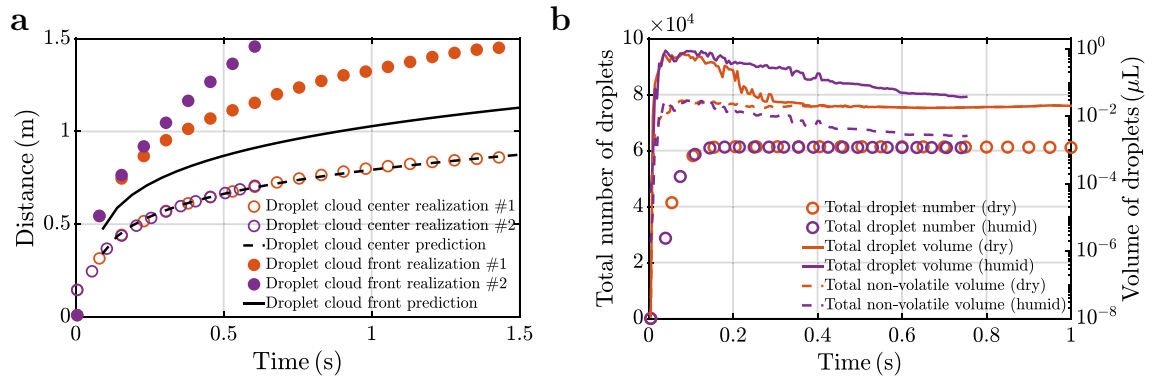 a
Distance (m)
1.5
1
0.5
0
0
0.5
1
1.5
Time (s)
Droplet cloud center realization #1
Droplet cloud center realization #2
Droplet cloud center prediction
Droplet cloud front realization #1
Droplet cloud front realization #2
Droplet cloud front prediction
b
×10⁴
Total number of droplets
10
8
6
4
2
0
0
0.2
0.4
0.6
0.8
1
Time (s)
10⁰
10⁻²
10⁻⁴
10⁻⁶
10⁻⁸
Volume of droplets (μL)
Total droplet number (dry)
Total droplet number (humid)
Total droplet volume (dry)
Total droplet volume (humid)
Total non-volatile volume (dry)
Total non-volatile volume (humid)